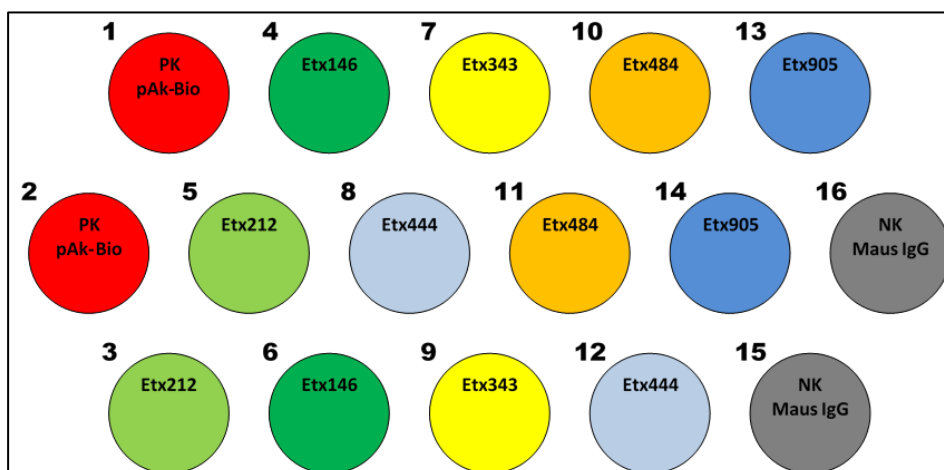 1 4 7 10 13
PK Etx146 Etx343 Etx484 Etx905
pAk-Bio
2 5 8 11 14 16
PK Etx212 Etx444 Etx484 Etx905 NK
pAk-Bio Maus IgG
3 6 9 12 15
Etx212 Etx146 Etx343 Etx444 NK
Maus IgG